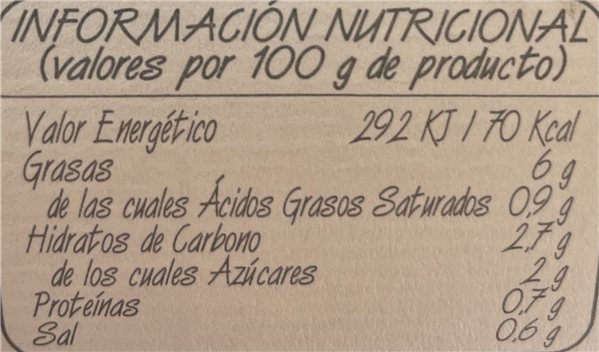 INFORMACIÓN NUTRICIONAL
(valores por 100 g de producto)
Valor Energético 292 KJ / 70 Kcal
Grasas 6 g
de las cuales Ácidos Grasos Saturados 0,9 g
Hidratos de Carbono 2,7 g
de los cuales Azúcares 2 g
Proteínas 0,7 g
Sal 0,6 g